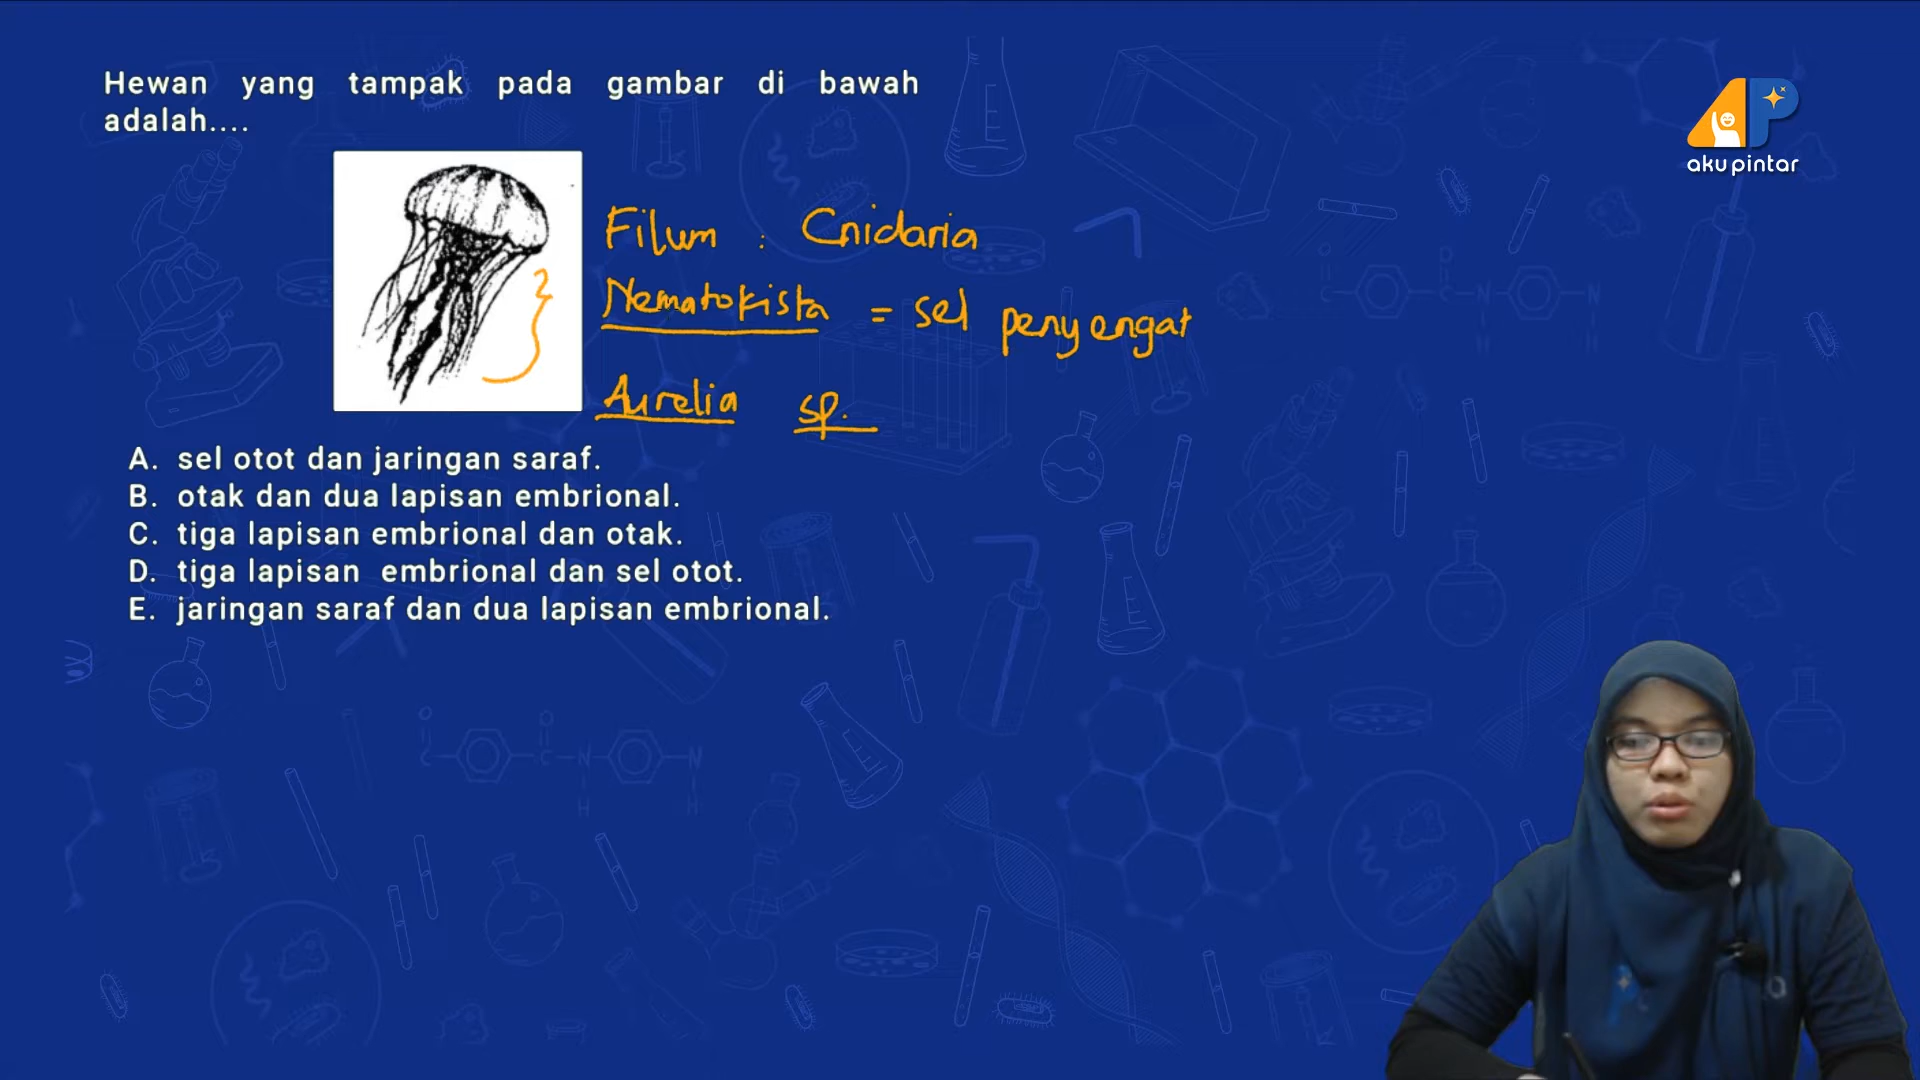 Hewan yang tampak pada gambar di bawah
adalah....
aku pintar
Filum : Cnidaria
Nematokista = sel penyengat
Aurelia sp.
A. sel otot dan jaringan saraf.
B. otak dan dua lapisan embrional.
C. tiga lapisan embrional dan otak.
D. tiga lapisan embrional dan sel otot.
E. jaringan saraf dan dua lapisan embrional.